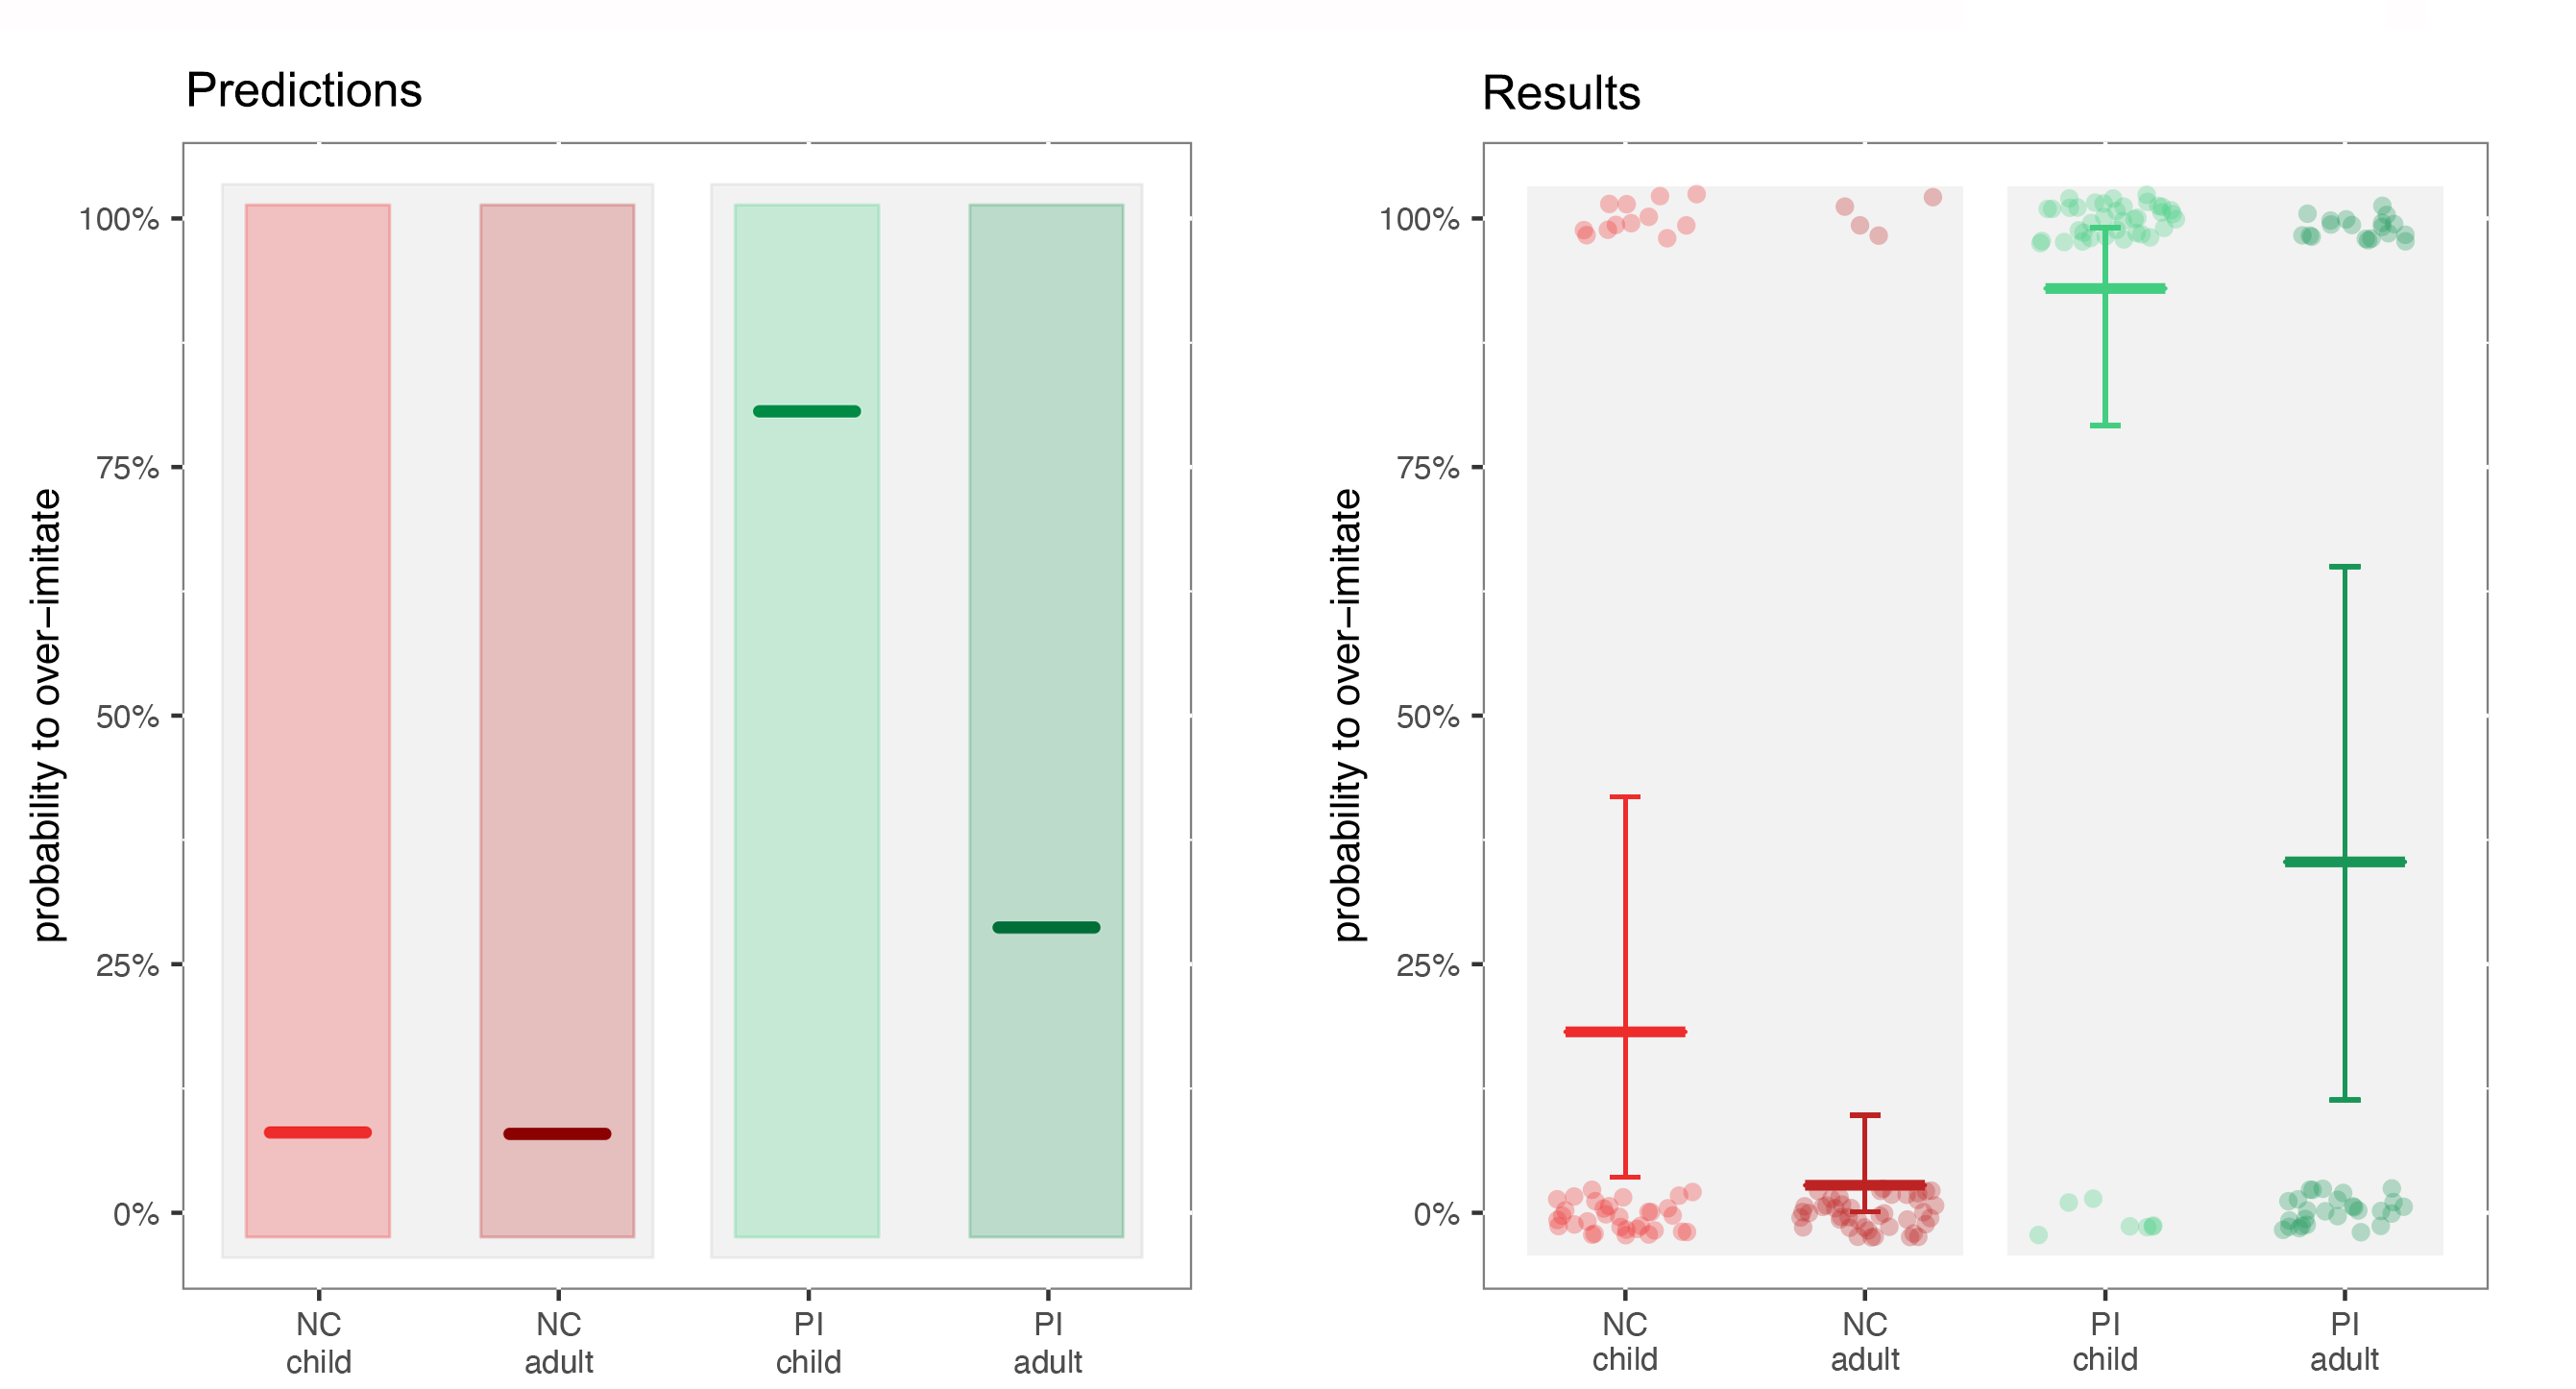 Predictions
probability to over−imitate
100%
75%
50%
25%
0%
NC
child
NC
adult
PI
child
PI
adult
Results
probability to over−imitate
100%
75%
50%
25%
0%
NC
child
NC
adult
PI
child
PI
adult